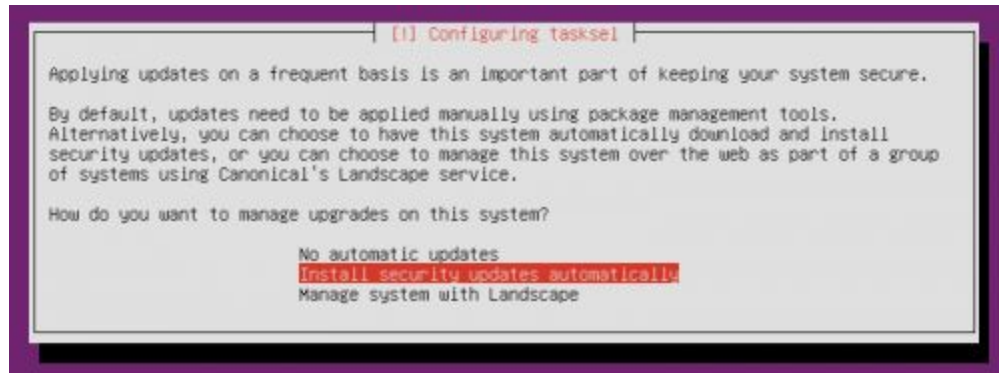 [!] Configuring tasksel
Applying updates on a frequent basis is an important part of keeping your system secure.
By default, updates need to be applied manually using package management tools.
Alternatively, you can choose to have this system automatically download and install
security updates, or you can choose to manage this system over the web as part of a group
of systems using Canonical's Landscape service.
How do you want to manage upgrades on this system?
No automatic updates
Install security updates automatically
Manage system with Landscape